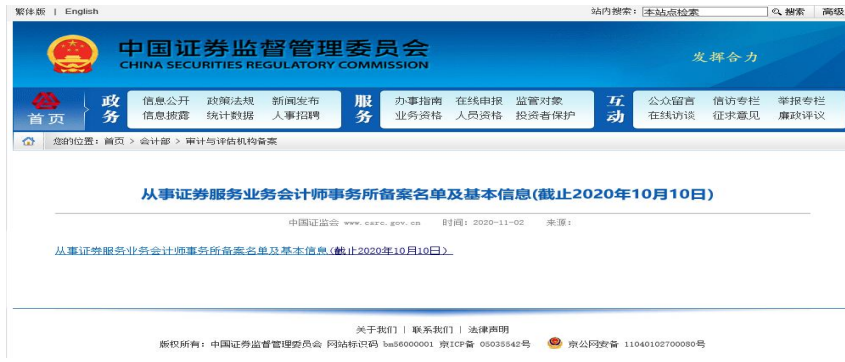 繁体版 | English 站内搜索: 本站点检索 搜索 高级
中国证券监督管理委员会
CHINA SECURITIES REGULATORY COMMISSION
发挥合力
首页
政务
信息公开 政策法规 新闻发布
信息披露 统计数据 人事招聘
服务
办事指南 在线申报 监管对象
业务资格 人员资格 投资者保护
互动
公众留言 信访专栏 举报专栏
在线访谈 征求意见 廉政评议
您的位置: 首页 > 会计部 > 审计与评估机构备案
从事证券服务业务会计师事务所备案名单及基本信息(截止2020年10月10日)
中国证监会 www.csrc.gov.cn 时间: 2020-11-02 来源:
从事证券服务业务会计师事务所备案名单及基本信息(截止2020年10月10日)
关于我们 | 联系我们 | 法律声明
版权所有: 中国证券监督管理委员会 网站标识码 bm56000001 京ICP备 05035542号 京公网安备 11040102700080号